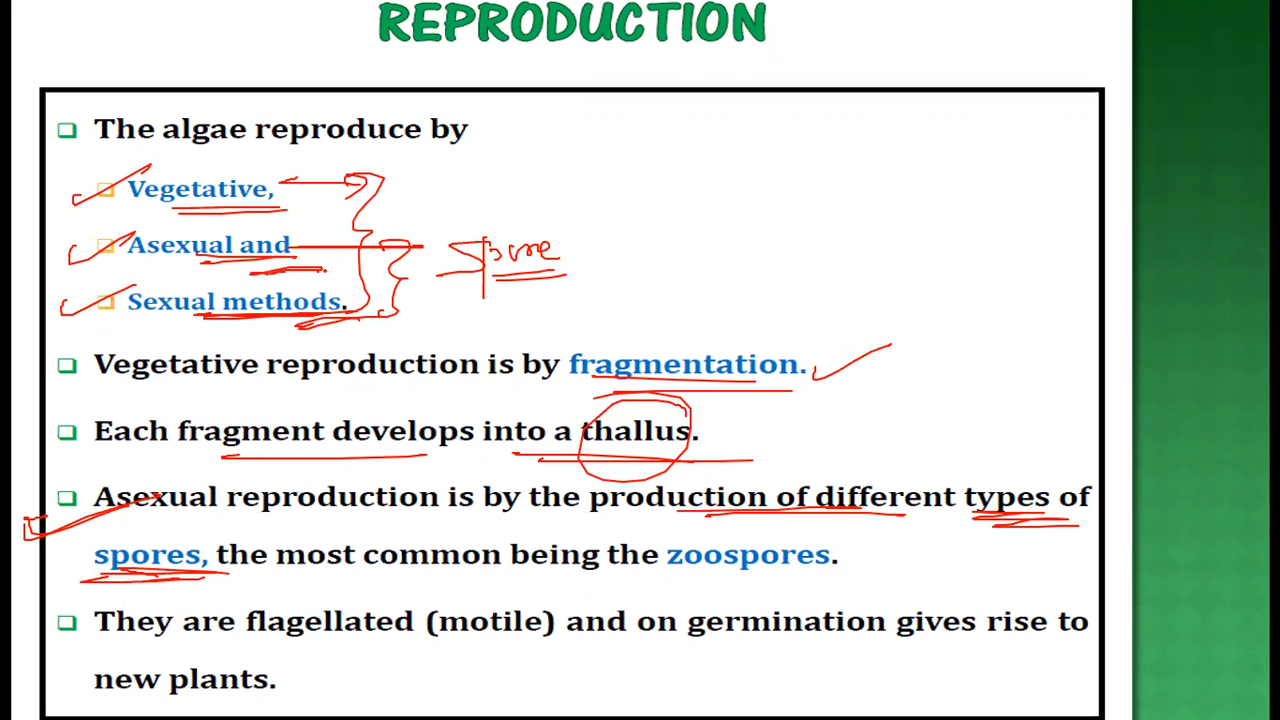 REPRODUCTION
The algae reproduce by
Vegetative,
Asexual and
Spore
Sexual methods.
Vegetative reproduction is by fragmentation.
Each fragment develops into a thallus.
Asexual reproduction is by the production of different types of
spores, the most common being the zoospores.
They are flagellated (motile) and on germination gives rise to
new plants.